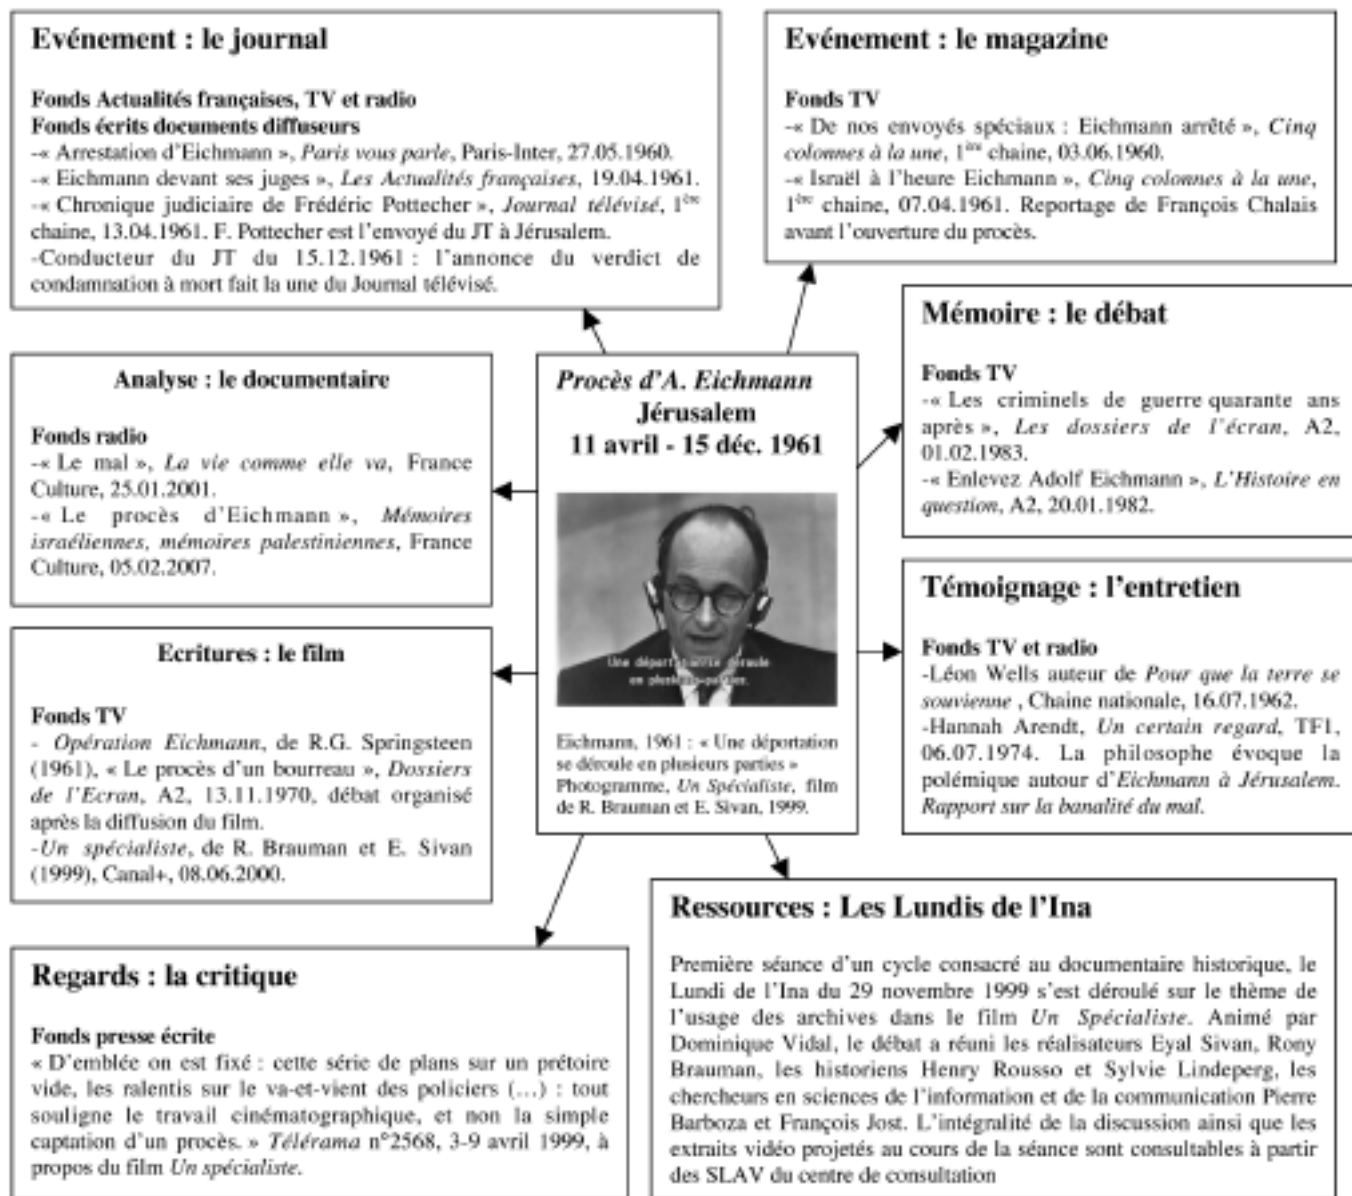 Evénement : le journal
Fonds Actualités françaises, TV et radio
Fonds écrits documents diffuseurs
-« Arrestation d'Eichmann », Paris vous parle, Paris-Inter, 27.05.1960.
-« Eichmann devant ses juges », Les Actualités françaises, 19.04.1961.
-« Chronique judiciaire de Frédéric Pottecher », Journal télévisé, 1ère
chaine, 13.04.1961. F. Pottecher est l'envoyé du JT à Jérusalem.
-Conducteur du JT du 15.12.1961 : l'annonce du verdict de
condamnation à mort fait la une du Journal télévisé.
Evénement : le magazine
Fonds TV
-« De nos envoyés spéciaux : Eichmann arrêté », Cinq
colonnes à la une, 1ère chaine, 03.06.1960.
-« Israël à l'heure Eichmann », Cinq colonnes à la une,
1ère chaine, 07.04.1961. Reportage de François Chalais
avant l'ouverture du procès.
Analyse : le documentaire
Fonds radio
-« Le mal », La vie comme elle va, France
Culture, 25.01.2001.
-« Le procès d'Eichmann », Mémoires
israéliennes, mémoires palestiniennes, France
Culture, 05.02.2007.
Procès d'A. Eichmann
Jérusalem
11 avril - 15 déc. 1961
Une déportation se déroule
en plusieurs parties.
Eichmann, 1961 : « Une déportation
se déroule en plusieurs parties »
Photogramme, Un Spécialiste, film
de R. Brauman et E. Sivan, 1999.
Mémoire : le débat
Fonds TV
-« Les criminels de guerre quarante ans
après », Les dossiers de l'écran, A2,
01.02.1983.
-« Enlevez Adolf Eichmann », L'Histoire en
question, A2, 20.01.1982.
Témoignage : l'entretien
Fonds TV et radio
-Léon Wells auteur de Pour que la terre se
souvienne , Chaine nationale, 16.07.1962.
-Hannah Arendt, Un certain regard, TF1,
06.07.1974. La philosophe évoque la
polémique autour d'Eichmann à Jérusalem.
Rapport sur la banalité du mal.
Ecritures : le film
Fonds TV
- Opération Eichmann, de R.G. Springsteen
(1961), « Le procès d'un bourreau », Dossiers
de l'Ecran, A2, 13.11.1970, débat organisé
après la diffusion du film.
-Un spécialiste, de R. Brauman et E. Sivan
(1999), Canal+, 08.06.2000.
Regards : la critique
Fonds presse écrite
« D'emblée on est fixé : cette série de plans sur un prétoire
vide, les ralentis sur le va-et-vient des policiers (...) : tout
souligne le travail cinématographique, et non la simple
captation d'un procès. » Télérama n°2568, 3-9 avril 1999, à
propos du film Un spécialiste.
Ressources : Les Lundis de l'Ina
Première séance d'un cycle consacré au documentaire historique, le
Lundi de l'Ina du 29 novembre 1999 s'est déroulé sur le thème de
l'usage des archives dans le film Un Spécialiste. Animé par
Dominique Vidal, le débat a réuni les réalisateurs Eyal Sivan, Rony
Brauman, les historiens Henry Rousso et Sylvie Lindeperg, les
chercheurs en sciences de l'information et de la communication Pierre
Barboza et François Jost. L'intégralité de la discussion ainsi que les
extraits vidéo projetés au cours de la séance sont consultables à partir
des SLAV du centre de consultation